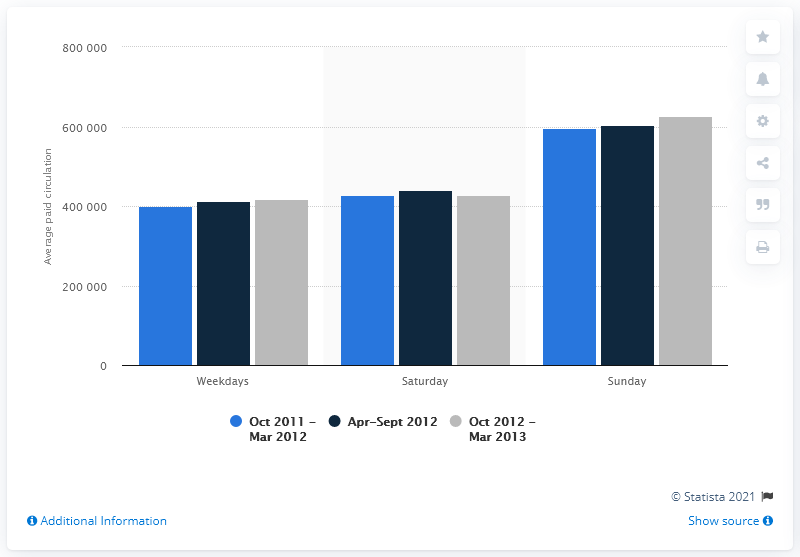 800 000
600 000
400 000
200 000
0
Average paid circulation
Weekdays
Saturday
Sunday
Oct 2011 –
Mar 2012
Apr–Sept 2012
Oct 2012 –
Mar 2013
© Statista 2021
Additional Information
Show source